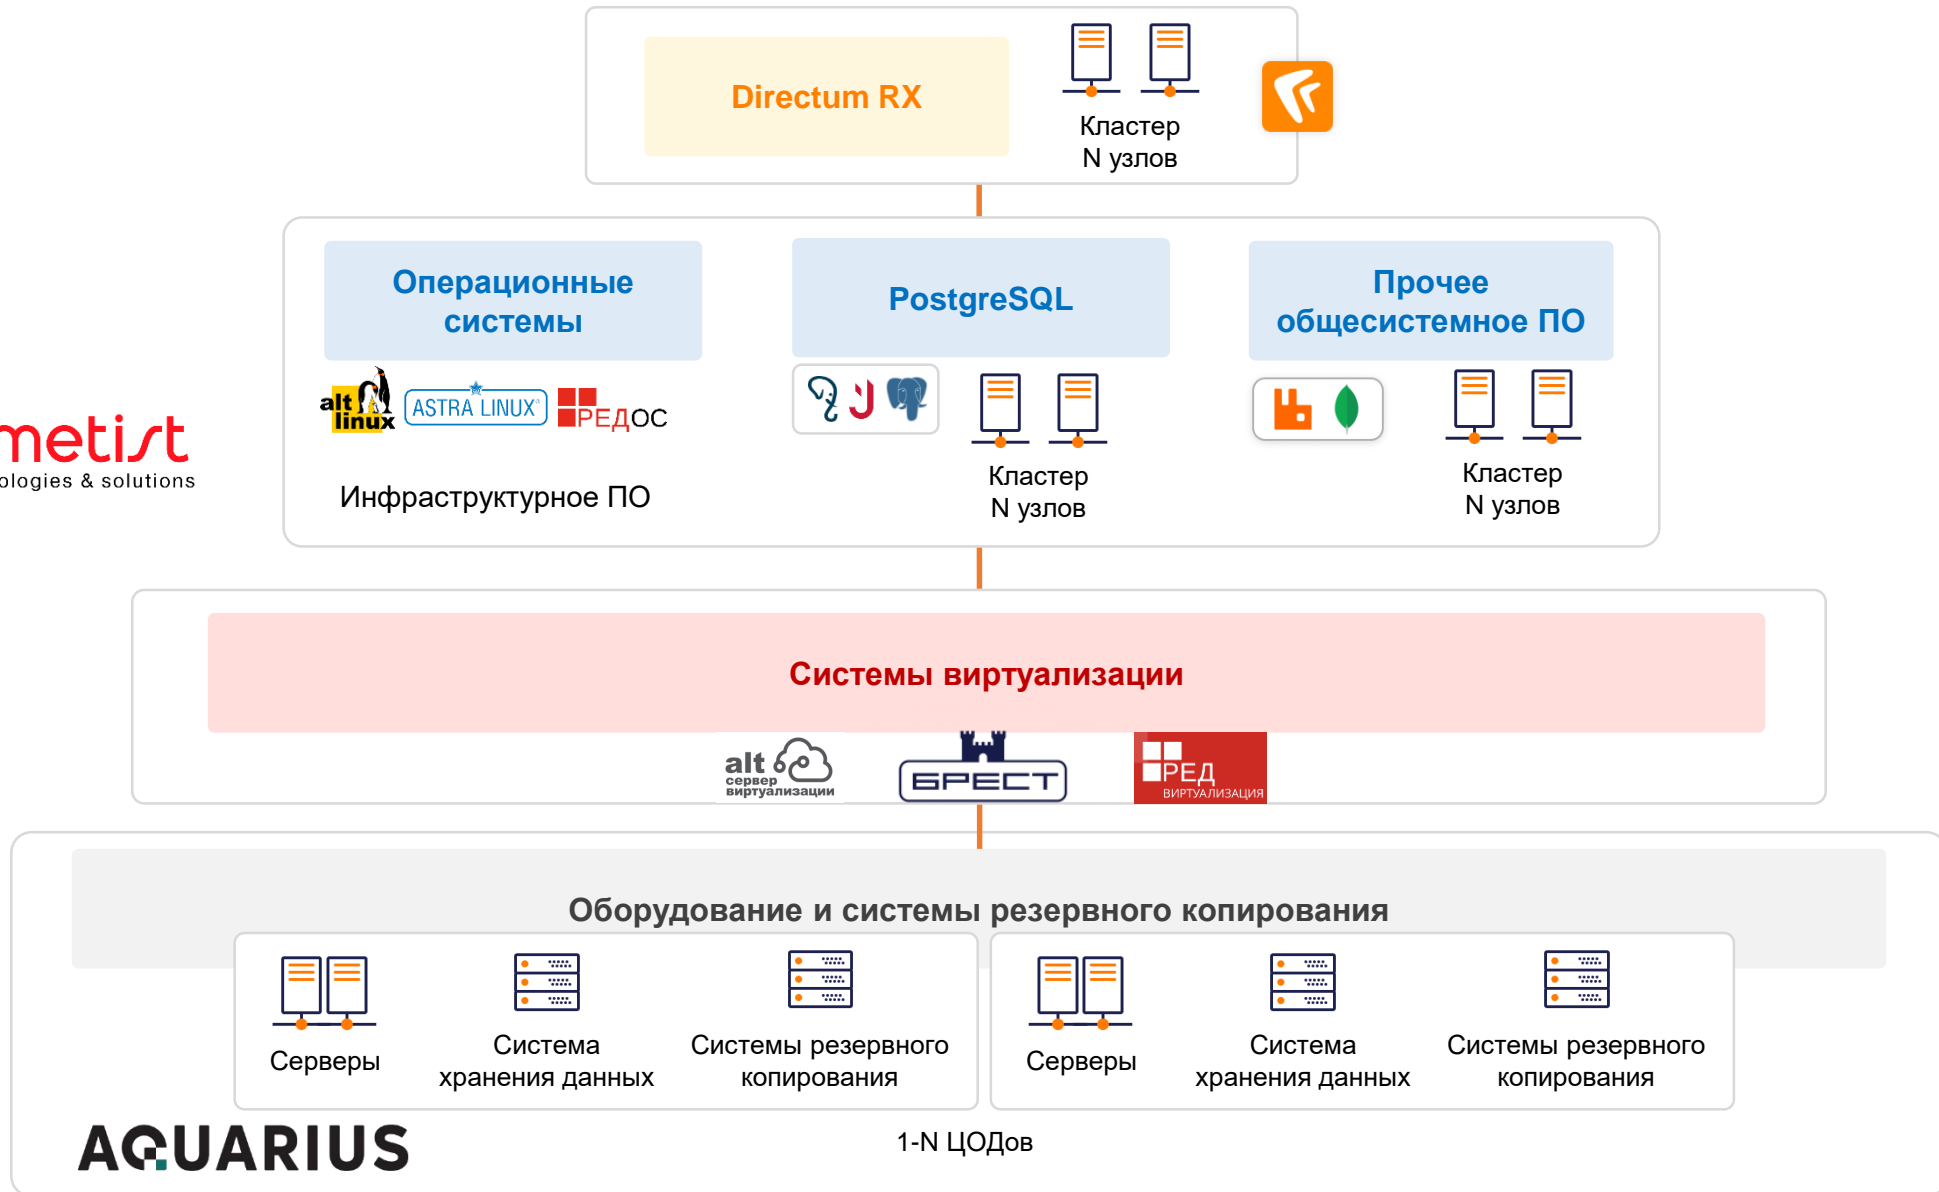 Directum RX
Кластер
N узлов
Операционные
системы
PostgreSQL
Прочее
общесистемное ПО
alt
linux
ASTRA LINUX
РЕДОС
Инфраструктурное ПО
Кластер
N узлов
Кластер
N узлов
metist
ologies & solutions
Системы виртуализации
alt
сервер
виртуализации
БРЕСТ
РЕД
ВИРТУАЛИЗАЦИЯ
Оборудование и системы резервного копирования
Серверы
Система
хранения данных
Системы резервного
копирования
Серверы
Система
хранения данных
Системы резервного
копирования
AQUARIUS
1-N ЦОДов